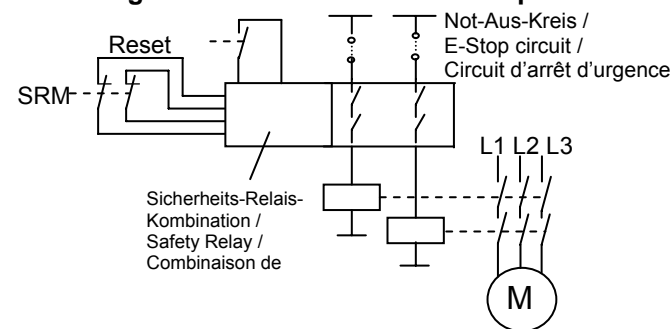 Not-Aus-Kreis /
E-Stop circuit /
Circuit d'arrêt d'urgence
Reset
SRM
L1 L2 L3
Sicherheits-Relais-
Kombination /
Safety Relay /
Combinaison de
M